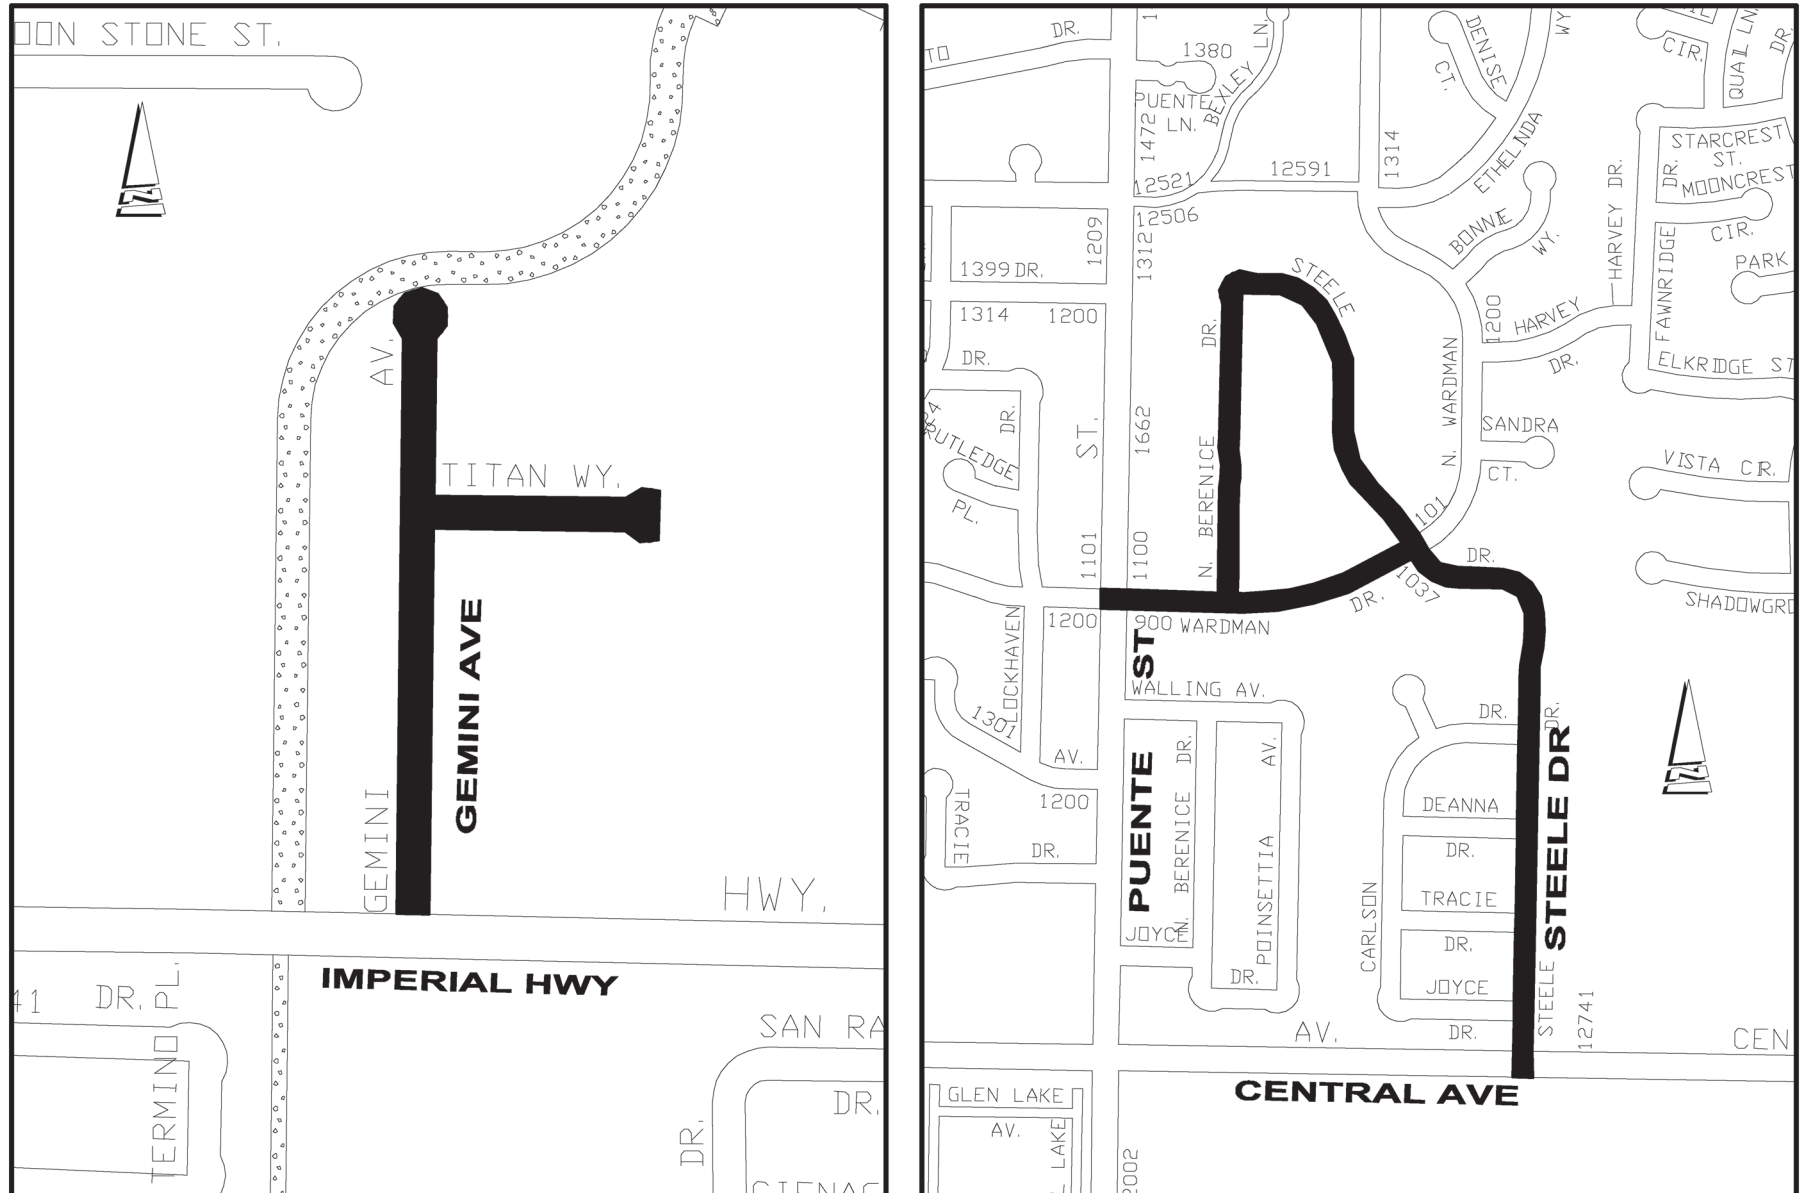 OON STONE ST.
AV.
TITAN WY.
GEMINI AVE
GEMINI
HWY.
IMPERIAL HWY
41 DR.
TERMINO PL.
SAN RA
DR.
DR.
N
TO
DR.
1380
PUENTE
LN.
BEXLEY LN.
1472
12521
12506
12591
1314
DENISE
CT.
WY
ETHELINDA
BONNIE
WY.
CIR.
QUAIL LN.
DR.
STARCREST
ST.
MOONCREST
CIR.
DR.
FAWNRIDGE
PARK
HARVEY DR.
HARVEY
DR.
ELKRIDGE ST
1209
1312
1399 DR.
1314
1200
DR.
STEELE
DR.
N. BERENICE
N. WARDMAN
1200
SANDRA
CT.
VISTA CIR.
SHADOWGRO
RUTLEDGE
PL.
DR.
ST.
1662
1101
1100
101
1037
DR.
DR.
1200
900 WARDMAN
LOCKHAVEN
1301
AV.
1200
TRACIE
DR.
PUENTE ST
WALLING AV.
N. BERENICE DR.
POINSETTIA AV.
JOYCE
DR.
CARLSON
DR.
DEANNA
DR.
TRACIE
DR.
JOYCE
DR.
DR.
STEELE DR
STEELE
12741
N
AV.
CEN
CENTRAL AVE
GLEN LAKE
AV.
LAKE
2002